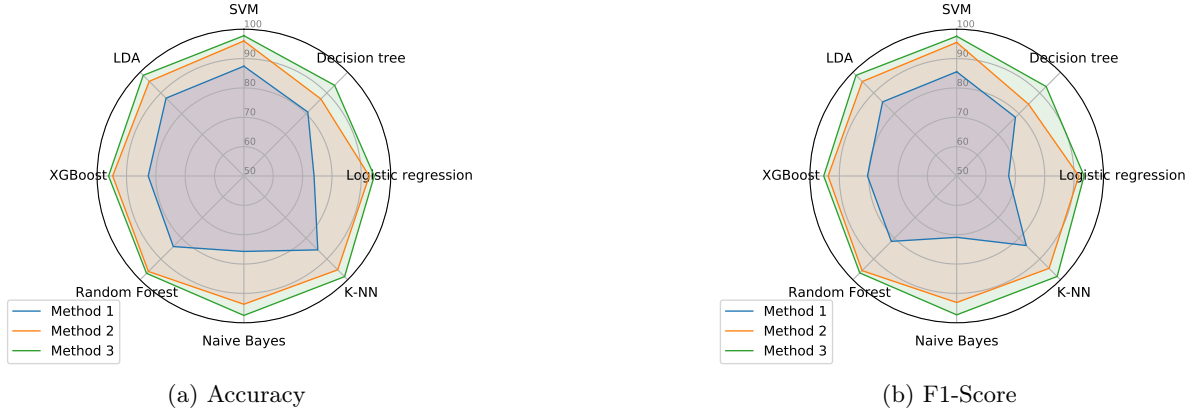 SVM
100
Decision tree
LDA
90
80
70
60
XGBoost
50
Logistic regression
Random Forest
K-NN
Method 1
Method 2
Method 3
Naive Bayes
(a) Accuracy
SVM
100
Decision tree
LDA
90
80
70
60
XGBoost
50
Logistic regression
Random Forest
K-NN
Method 1
Method 2
Method 3
Naive Bayes
(b) F1-Score